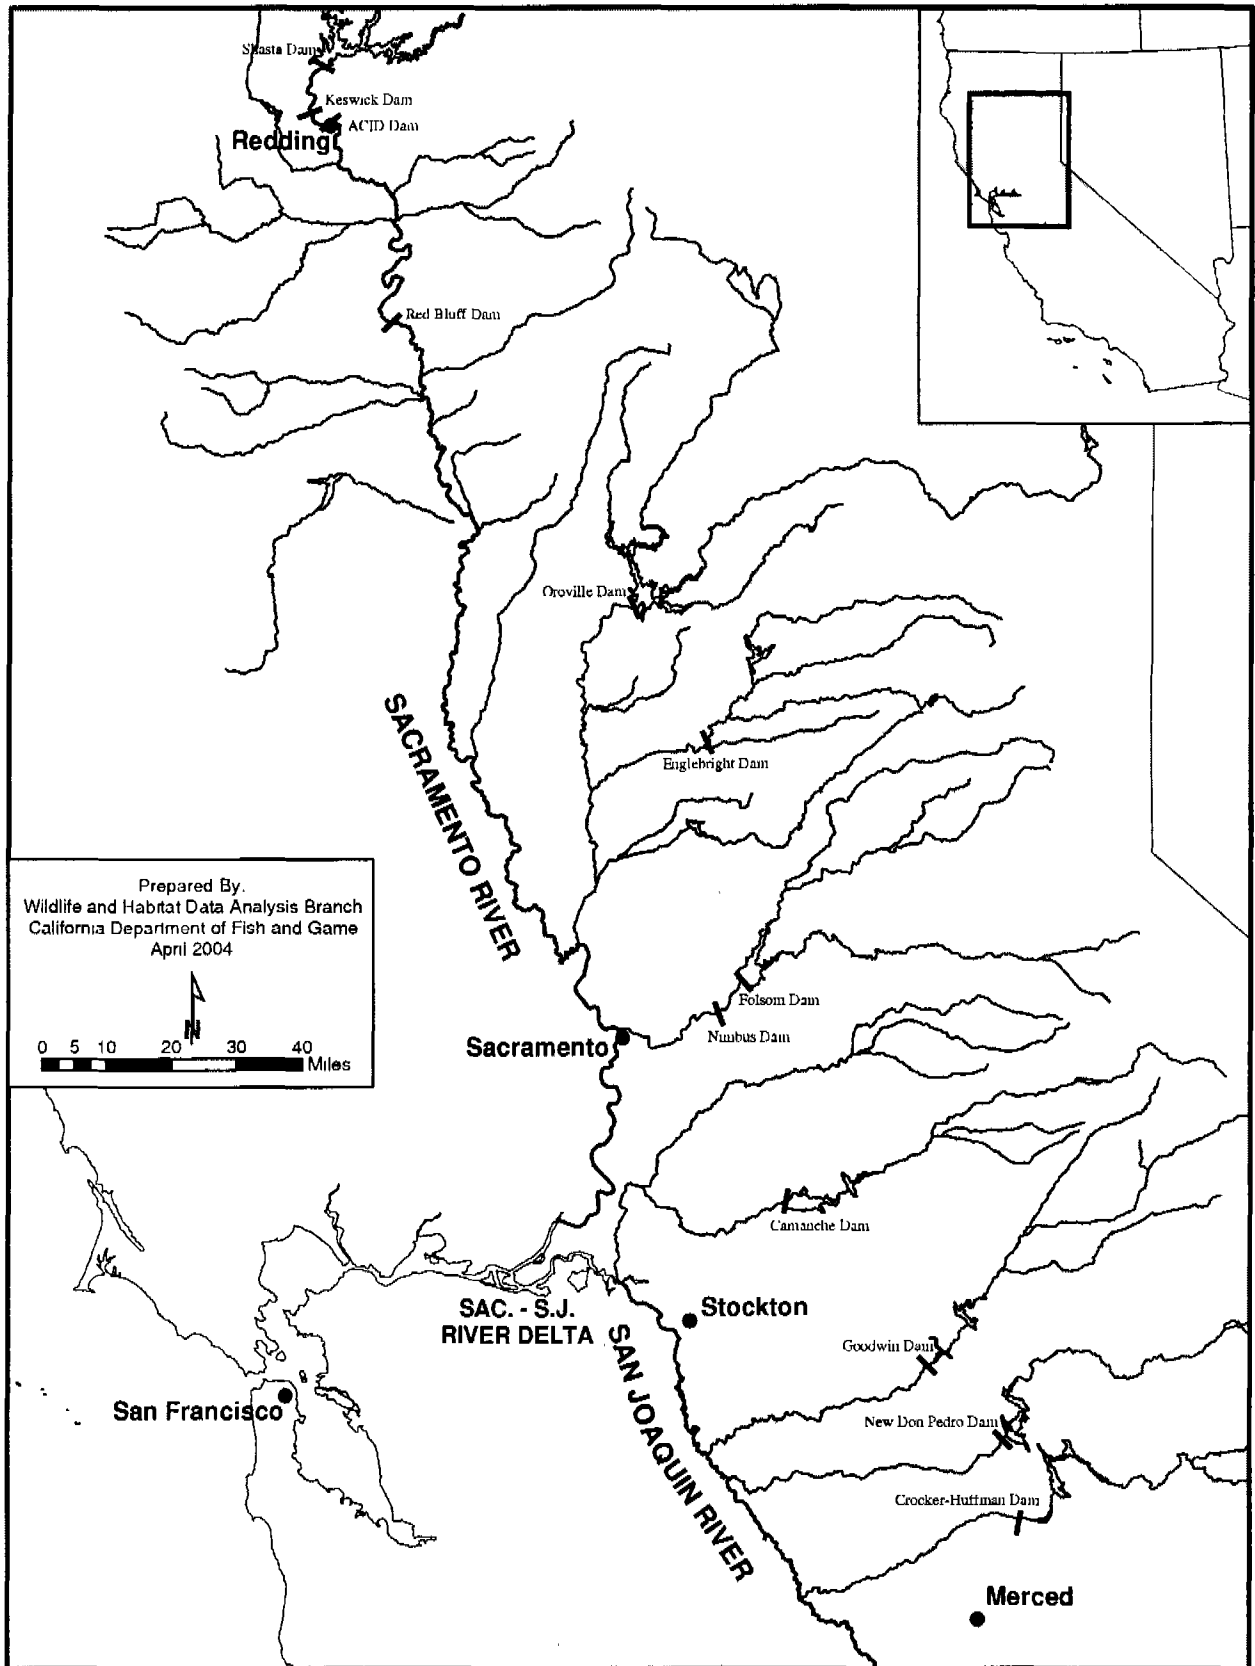 Shasta Dam
Keswick Dam
ACID Dam
Redding
Red Bluff Dam
Oroville Dam
SACRAMENTO RIVER
Englebright Dam
Prepared By.
Wildlife and Habitat Data Analysis Branch
California Department of Fish and Game
April 2004
N
0 5 10 20 30 40
Miles
Folsom Dam
Nimbus Dam
Sacramento
Camanche Dam
SAC. - S.J.
RIVER DELTA
Stockton
SAN JOAQUIN RIVER
Goodwin Dam
San Francisco
New Don Pedro Dam
Crocker-Huffman Dam
Merced